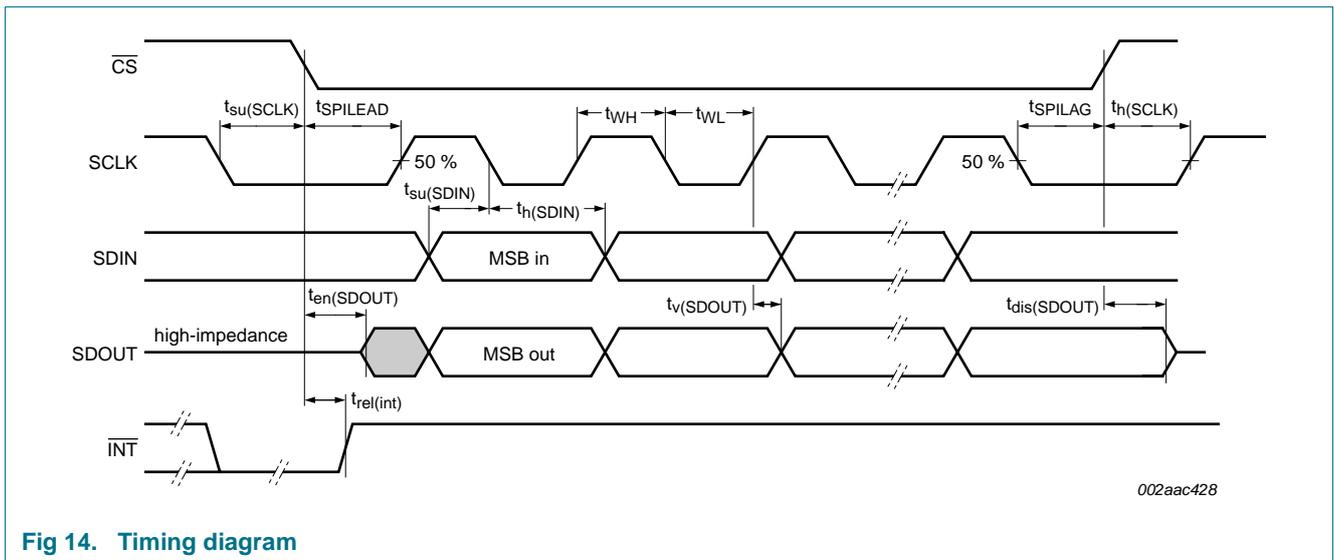 CS
tsu(SCLK) tSPILEAD tWH tWL tSPILAG th(SCLK)
SCLK 50 % 50 %
tsu(SDIN) th(SDIN)
SDIN MSB in
ten(SDOUT) tv(SDOUT) tdis(SDOUT)
high-impedance
SDOUT MSB out
trel(int)
INT
002aac428
Fig 14. Timing diagram